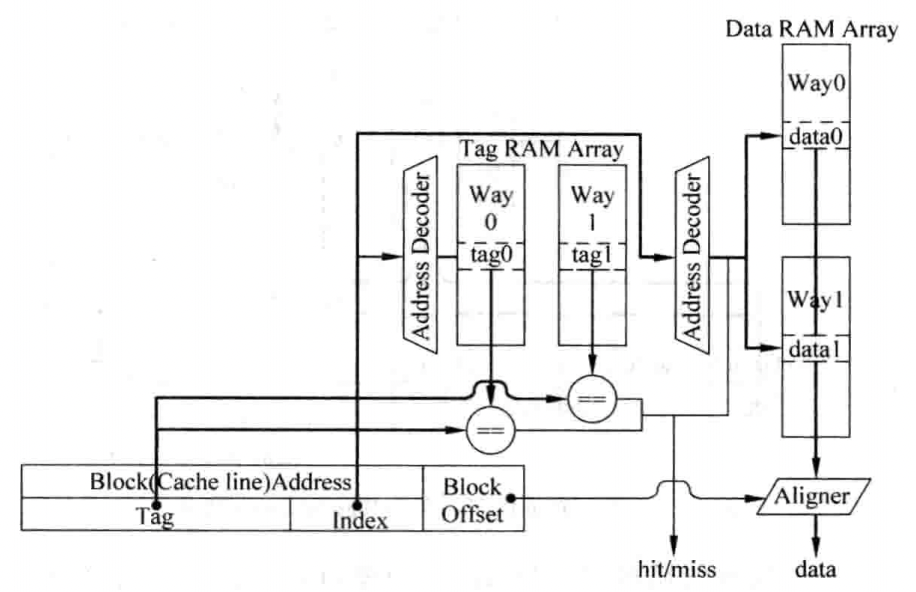 Data RAM Array
Way0
data0
Tag RAM Array
Address Decoder
Way
0
tag0
Way
1
tag1
Address Decoder
Way1
data1
==
==
Block(Cache line)Address
Tag
Index
Block
Offset
Aligner
hit/miss
data